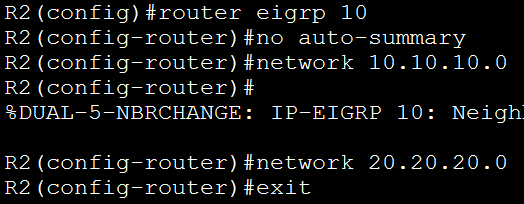 R2(config)#router eigrp 10
R2(config-router)#no auto-summary
R2(config-router)#network 10.10.10.0
R2(config-router)#
%DUAL-5-NBRCHANGE: IP-EIGRP 10:
R2(config-router)#network 20.20.20.0
R2(config-router)#exit